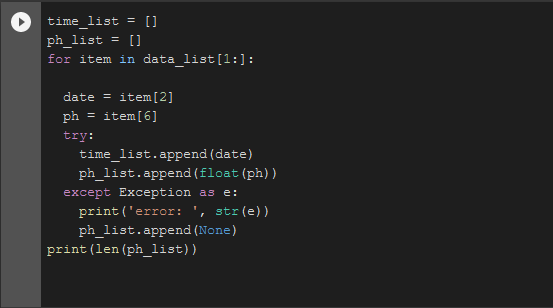 time_list = []
ph_list = []
for item in data_list[1:]:
  date = item[2]
  ph = item[6]
  try:
    time_list.append(date)
    ph_list.append(float(ph))
  except Exception as e:
    print('error: ', str(e))
    ph_list.append(None)
print(len(ph_list))